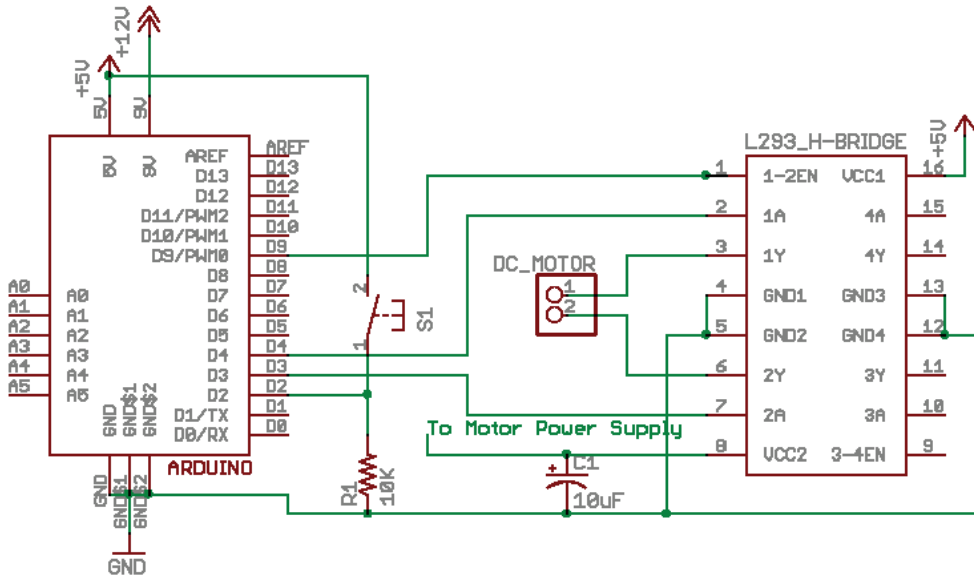 +12V
+5V
5V
9V
5V
9V
AREF
AREF
D13
D13
D12
D12
D11/PWM2
D11
D10/PWM1
D10
D9/PWM0
D9
D8
D8
D7
D7
D6
D6
D5
D5
D4
D4
D3
D3
D2
D2
D1/TX
D1
D0/RX
D0
A0
A0
A1
A1
A2
A2
A3
A3
A4
A4
A5
A5
GND
GND$1
GND$2
ARDUINO
GND
GND$1
GND$2
GND
2
S1
1
R1
10K
DC_MOTOR
1
2
To Motor Power Supply
C1
+
10uF
L293_H-BRIDGE
+5V
1
1-2EN
VCC1
16
2
1A
4A
15
3
1Y
4Y
14
4
GND1
GND3
13
5
GND2
GND4
12
6
2Y
3Y
11
7
2A
3A
10
8
VCC2
3-4EN
9